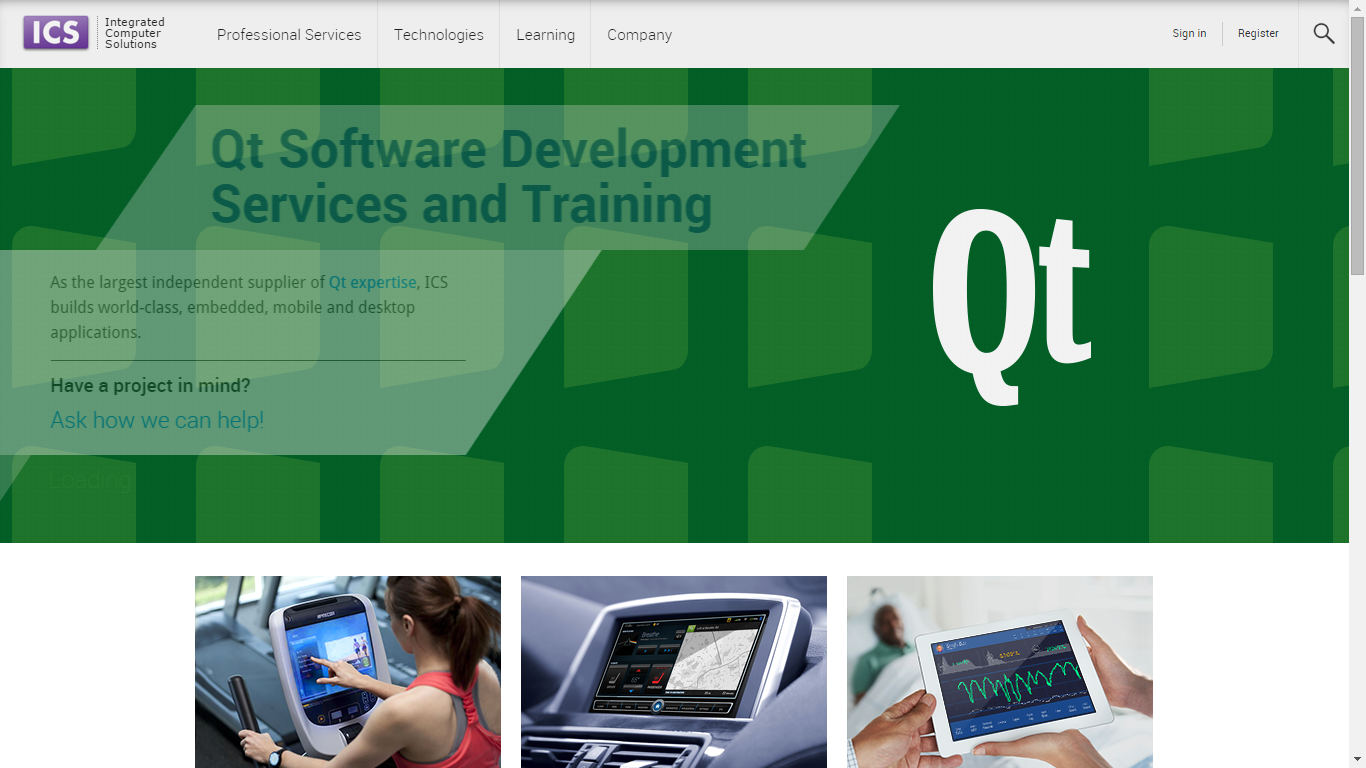 ICS
Integrated
Computer
Solutions
Professional Services
Technologies
Learning
Company
Sign in
Register
Qt Software Development
Services and Training
As the largest independent supplier of Qt expertise, ICS
builds world-class, embedded, mobile and desktop
applications.
Have a project in mind?
Ask how we can help!
Loading
Qt
PRECOR
Breathe